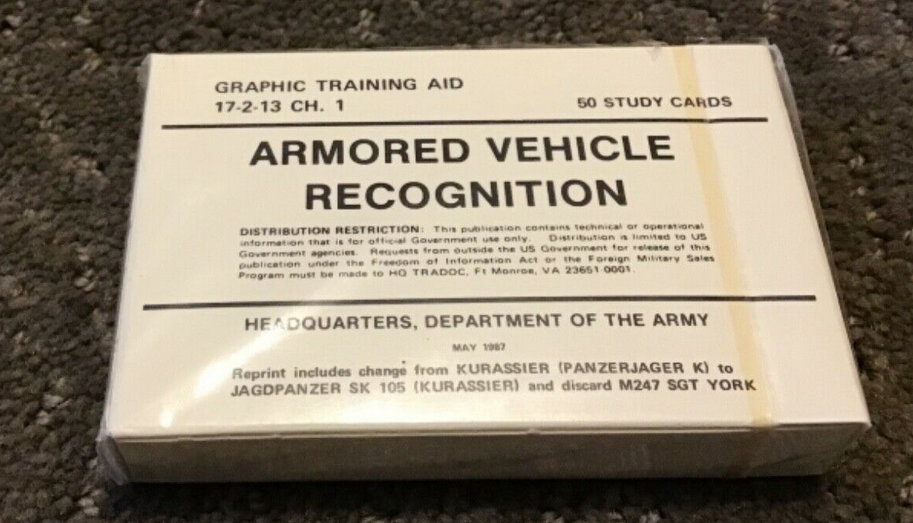 GRAPHIC TRAINING AID
17-2-13 CH. 1
50 STUDY CARDS
ARMORED VEHICLE
RECOGNITION
DISTRIBUTION RESTRICTION: This publication contains technical or operational
information that is for official Government use only. Distribution is limited to US
Government agencies. Requests from outside the US Government for release of this
publication under the Freedom of Information Act or the Foreign Military Sales
Program must be made to HQ TRADOC, Ft Monroe, VA 23651-0001.
HEADQUARTERS, DEPARTMENT OF THE ARMY
MAY 1987
Reprint includes change from KURASSIER (PANZERJAGER K) to
JAGDPANZER SK 105 (KURASSIER) and discard M247 SGT YORK